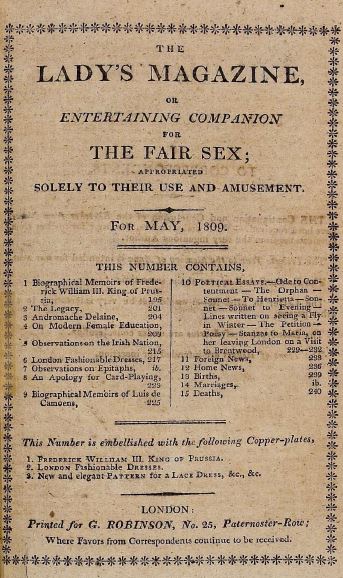 THE
LADY'S MAGAZINE,
OR
ENTERTAINING COMPANION
FOR
THE FAIR SEX;
APPROPRIATED
SOLELY TO THEIR USE AND AMUSEMENT.
FOR MAY, 1809.
THIS NUMBER CONTAINS,
1 Biographical Memoirs of Frede-
rick William III. King of Prus-
sia, 195
2 The Legacy, 201
3 Andromache Delaine, 204
4 On Modern Female Education,
209
5 Observations on the Irish Nation,
215
6 London Fashionable Dresses, 217
7 Observations on Epitaphs, ib.
8 An Apology for Card-Playing,
223
9 Biographical Memoirs of Luis de
Camoens, 225
10 POETICAL ESSAYS.—Ode to Con-
tentment — The Orphan —
Sonnet — To Henrietta — Son-
net — Sonnet to Evening —
Lines written on seeing a Fly
in Winter — The Petition —
Poesy — Stanzas to Maria, on
her leaving London on a Visit
to Brentwood, 229—232
11 Foreign News, 233
12 Home News, 236
13 Births, 239
14 Marriages, ib.
15 Deaths, 240
This Number is embellished with the following Copper-plates,
1. FREDERICK WILLIAM III. KING OF PRUSSIA.
2. LONDON FASHIONABLE DRESSES.
3. New and elegant PATTERN for a LACE DRESS, &c., &c.
LONDON:
Printed for G. ROBINSON, No. 25, Paternoster-Row;
Where Favors from Correspondents continue to be received.